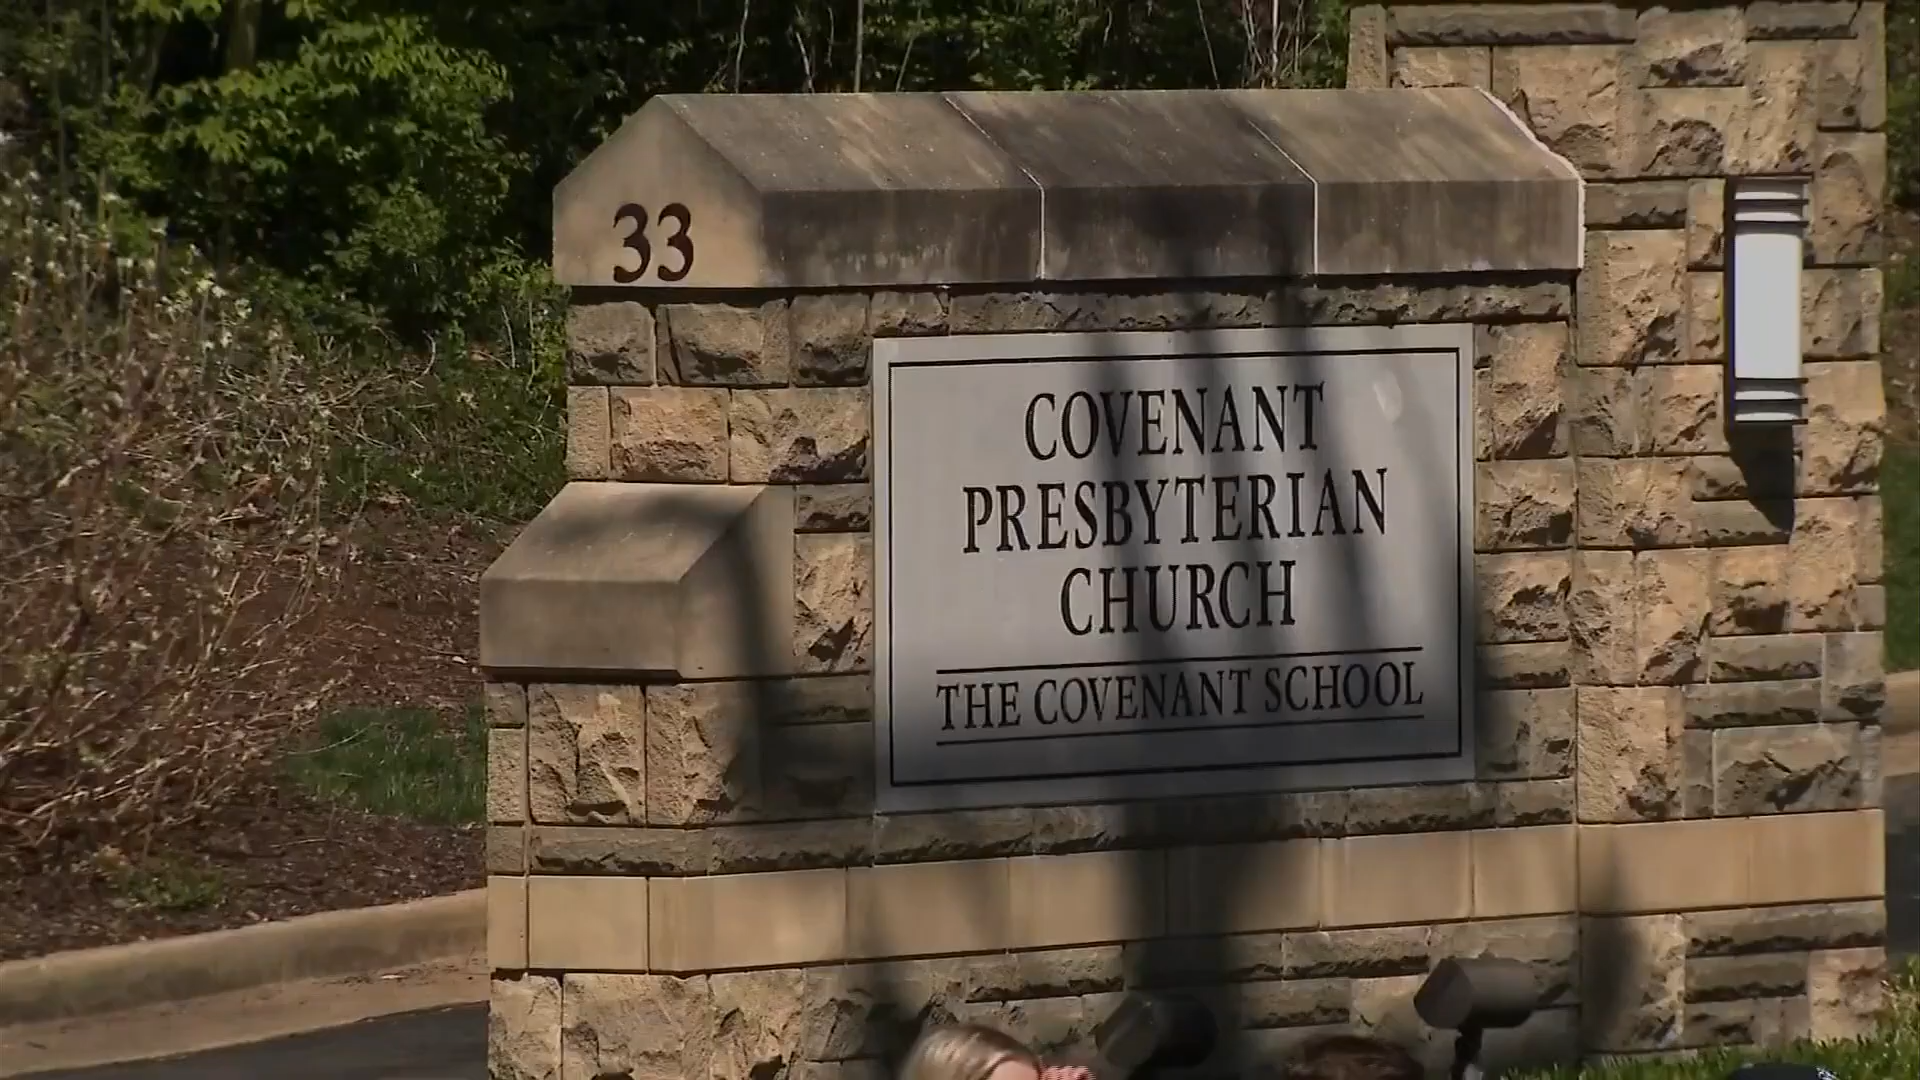 33
COVENANT
PRESBYTERIAN
CHURCH
THE COVENANT SCHOOL